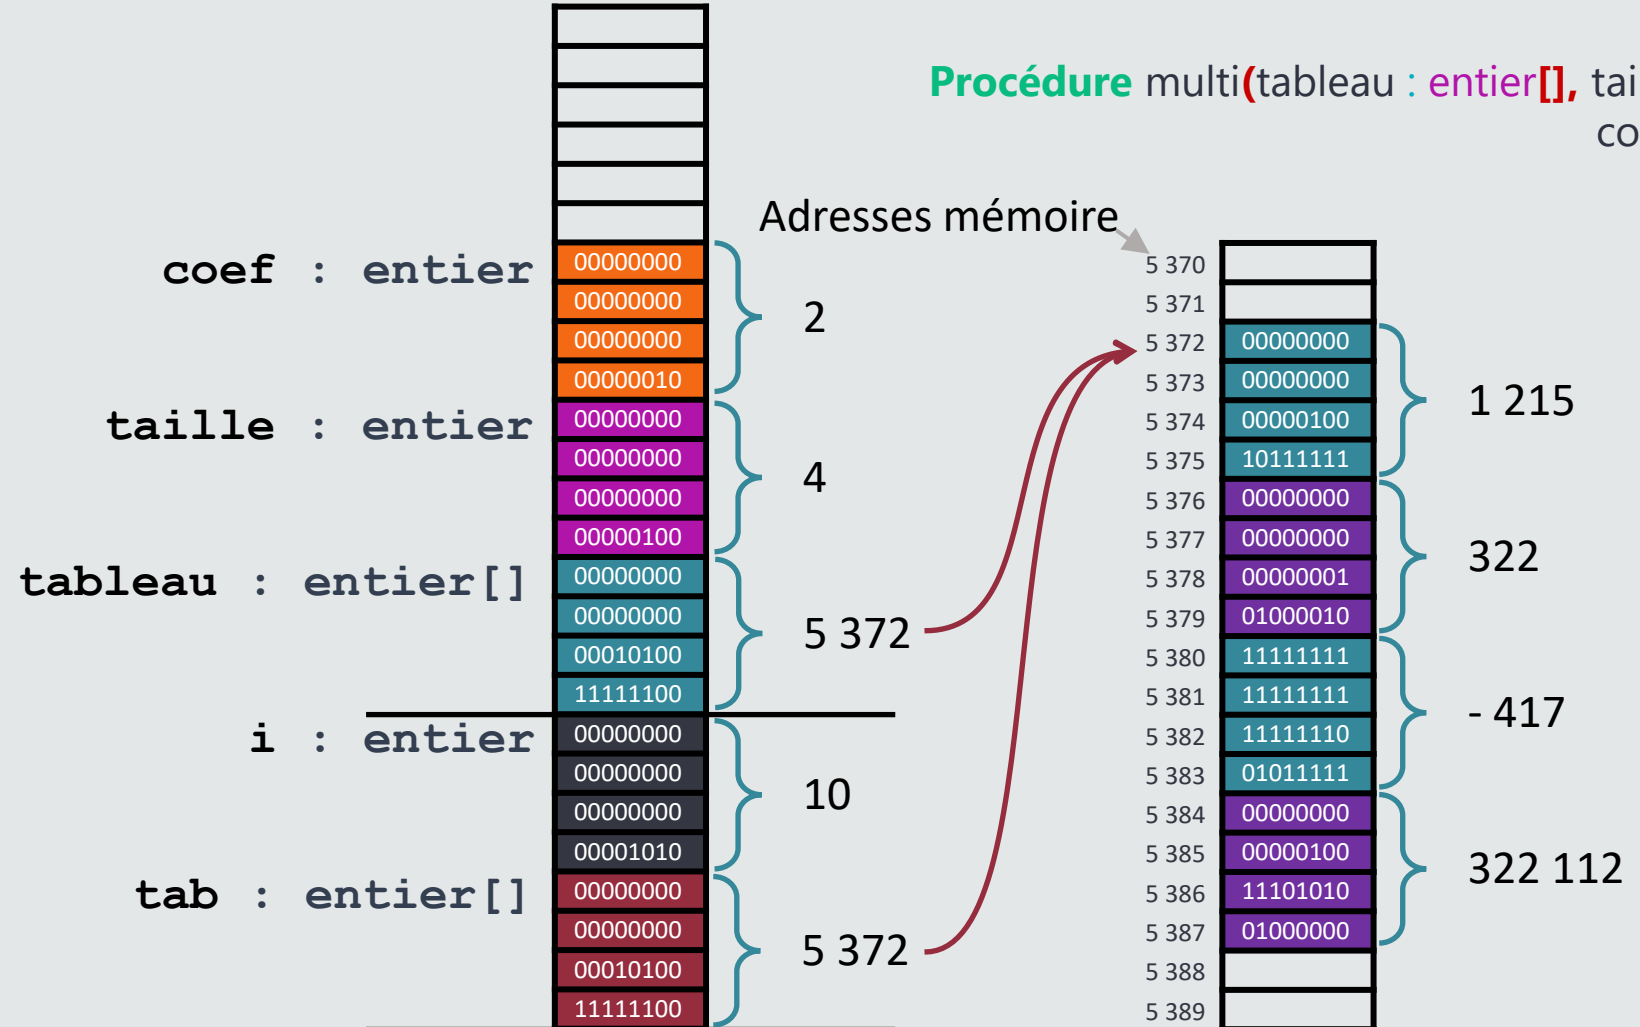 Procédure multi(tableau : entier[], tai
co
Adresses mémoire
coef : entier
00000000
00000000
00000000
00000010
2
taille : entier
00000000
00000000
00000000
00000100
4
tableau : entier[]
00000000
00000000
00010100
11111100
5 372
i : entier
00000000
00000000
00000000
00001010
10
tab : entier[]
00000000
00000000
00010100
11111100
5 372
5 370
5 371
5 372 00000000
5 373 00000000
5 374 00000100
5 375 10111111
1 215
5 376 00000000
5 377 00000000
5 378 00000001
5 379 01000010
322
5 380 11111111
5 381 11111111
5 382 11111110
5 383 01011111
- 417
5 384 00000000
5 385 00000100
5 386 11101010
5 387 01000000
322 112
5 388
5 389